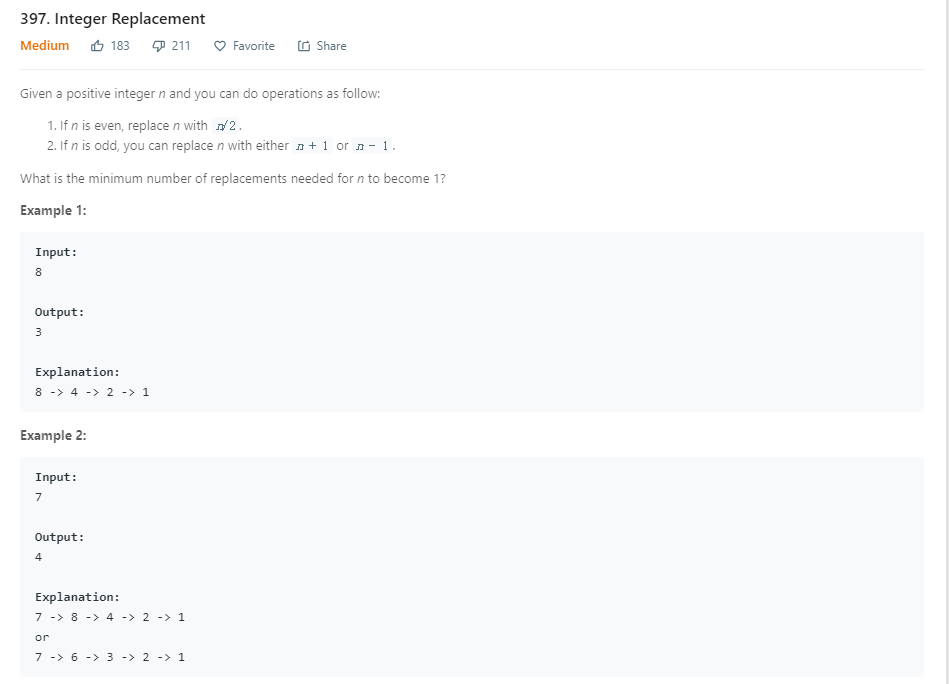 397. Integer Replacement
Medium 183 211 Favorite Share
Given a positive integer n and you can do operations as follow:
1. If n is even, replace n with n/2.
2. If n is odd, you can replace n with either n + 1 or n - 1.
What is the minimum number of replacements needed for n to become 1?
Example 1:
Input:
8
Output:
3
Explanation:
8 -> 4 -> 2 -> 1
Example 2:
Input:
7
Output:
4
Explanation:
7 -> 8 -> 4 -> 2 -> 1
or
7 -> 6 -> 3 -> 2 -> 1